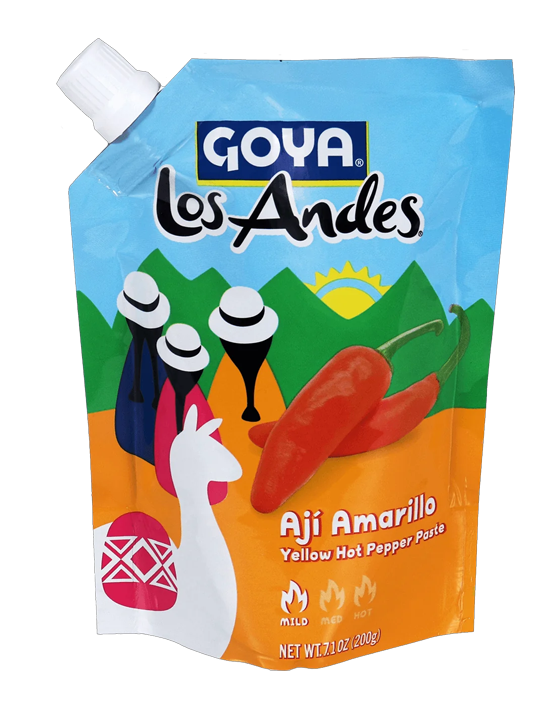 GOYA®
Los Andes®
Ají Amarillo
Yellow Hot Pepper Paste
MILD MED HOT
NET WT. 7.1 OZ (200g)